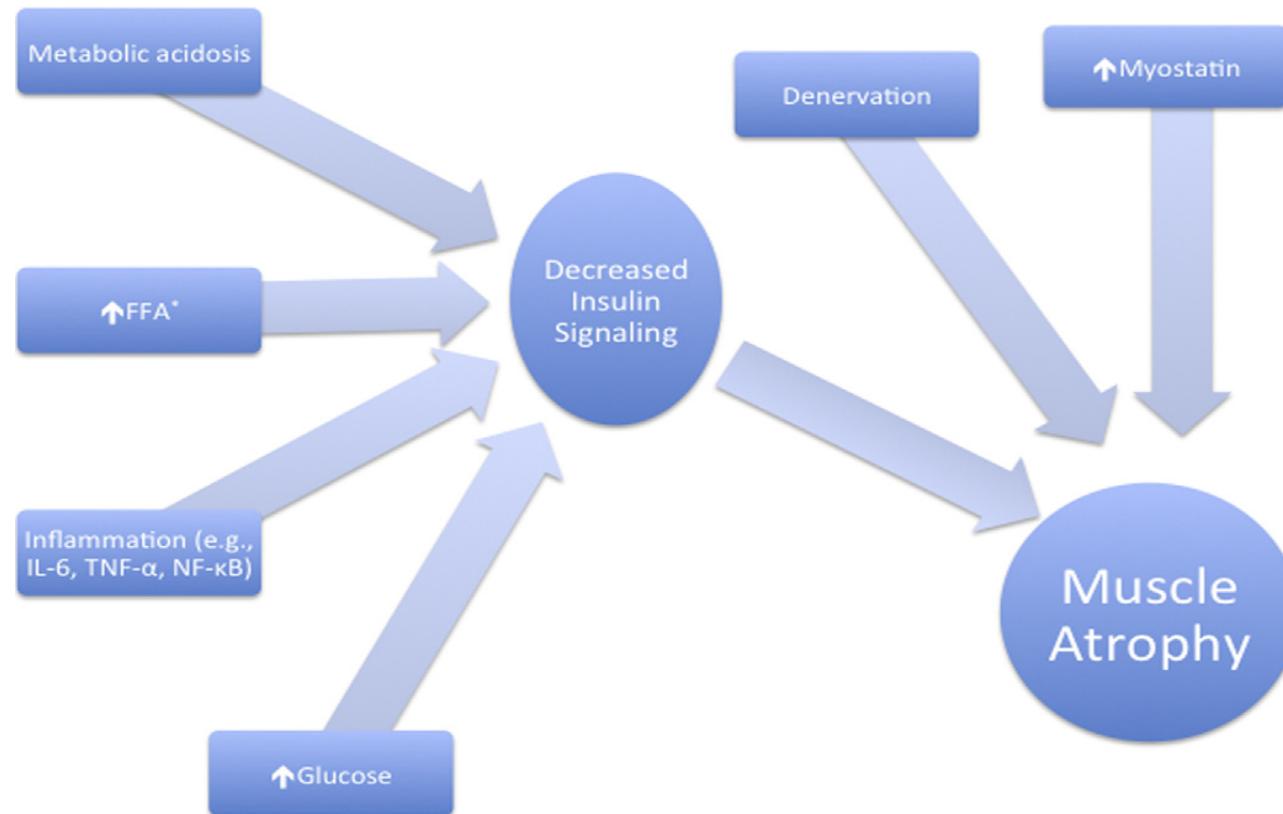 Metabolic acidosis
↑FFA*
Inflammation (e.g.,
IL-6, TNF-α, NF-κB)
↑Glucose
Decreased
Insulin
Signaling
Denervation
↑Myostatin
Muscle
Atrophy